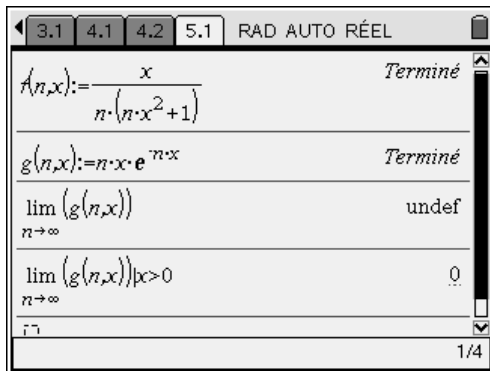 3.1 4.1 4.2 5.1 RAD AUTO RÉEL
f(n,x):=x/(n·(n·x²+1)) Terminé
g(n,x):=n·x·e^(-n·x) Terminé
lim n→∞ (g(n,x)) undef
lim n→∞ (g(n,x))|x>0 0
1/4